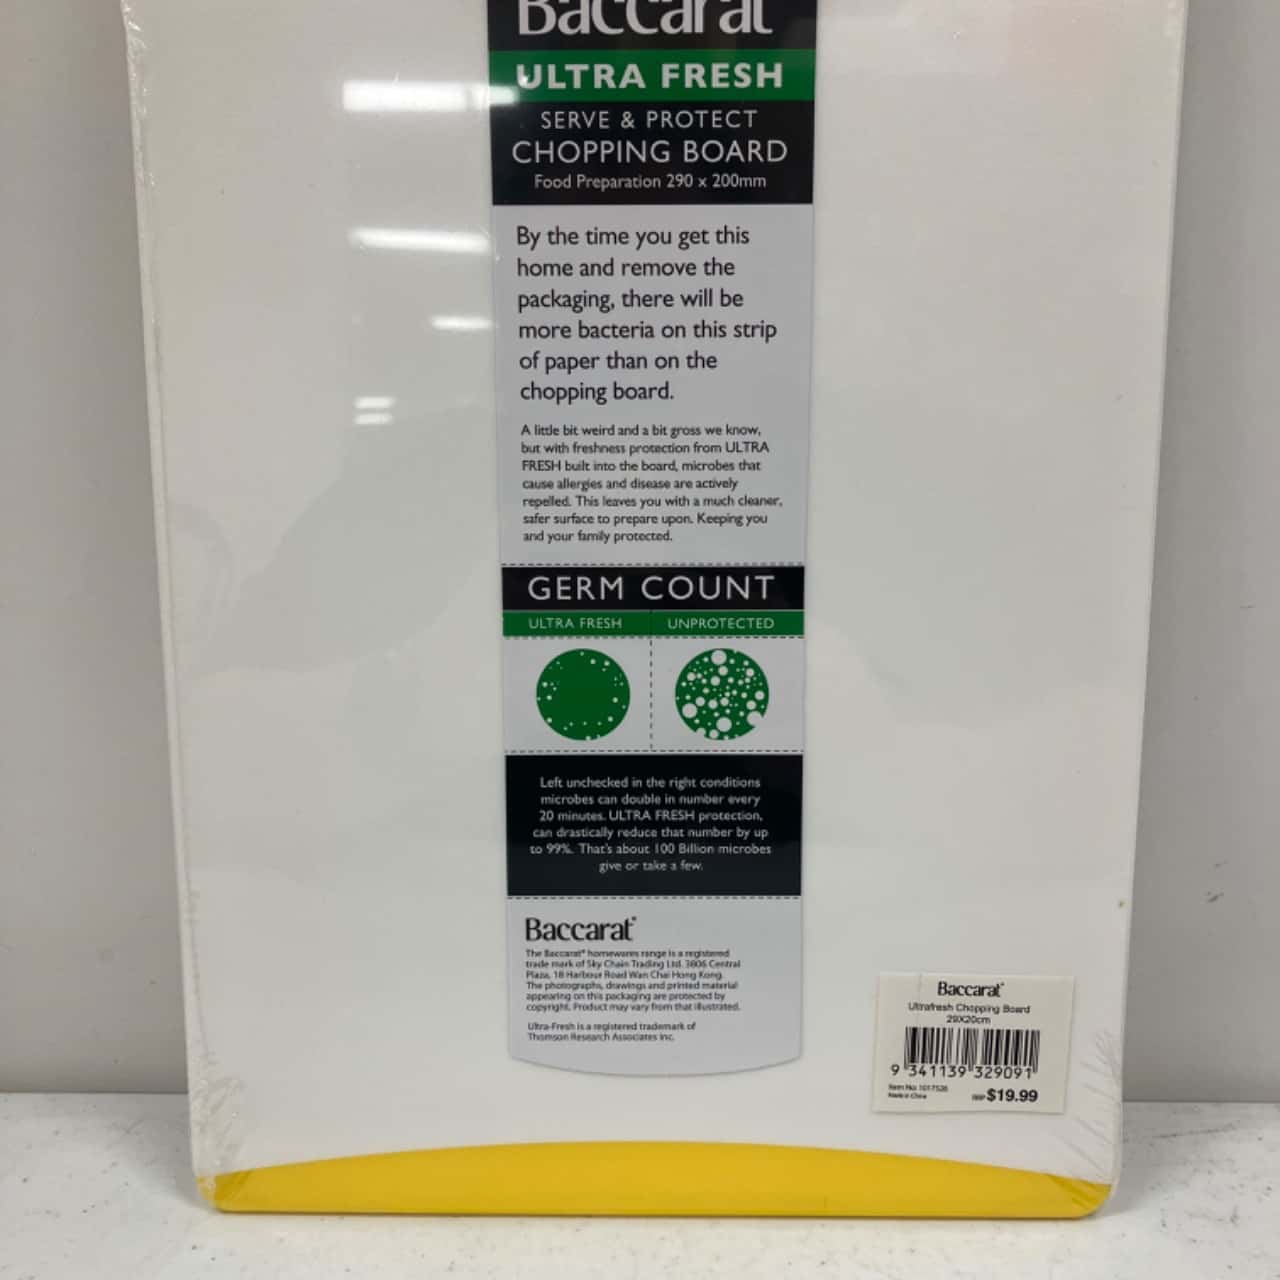 Baccarat
ULTRA FRESH
SERVE & PROTECT
CHOPPING BOARD
Food Preparation 290 x 200mm
By the time you get this
home and remove the
packaging, there will be
more bacteria on this strip
of paper than on the
chopping board.
A little bit weird and a bit gross we know,
but with freshness protection from ULTRA
FRESH built into the board, microbes that
cause allergies and disease are actively
repelled. This leaves you with a much cleaner,
safer surface to prepare upon. Keeping you
and your family protected.
GERM COUNT
ULTRA FRESH UNPROTECTED
Left unchecked in the right conditions
microbes can double in number every
20 minutes. ULTRA FRESH protection,
can drastically reduce that number by up
to 99%. That's about 100 Billion microbes
give or take a few.
Baccarat®
The Baccarat® homewares range is a registered
trade mark of Sky Chain Trading Ltd. 3806 Central
Plaza, 18 Harbour Road Wan Chai Hong Kong.
The photographs, drawings and printed material
appearing on this packaging are protected by
copyright. Product may vary from that illustrated.
Ultra-Fresh is a registered trademark of
Thomson Research Associates Inc.
Baccarat®
Ultrafresh Chopping Board
29X20cm
9 341139 329091
Item No. 1017526
Made in China
RRP $19.99